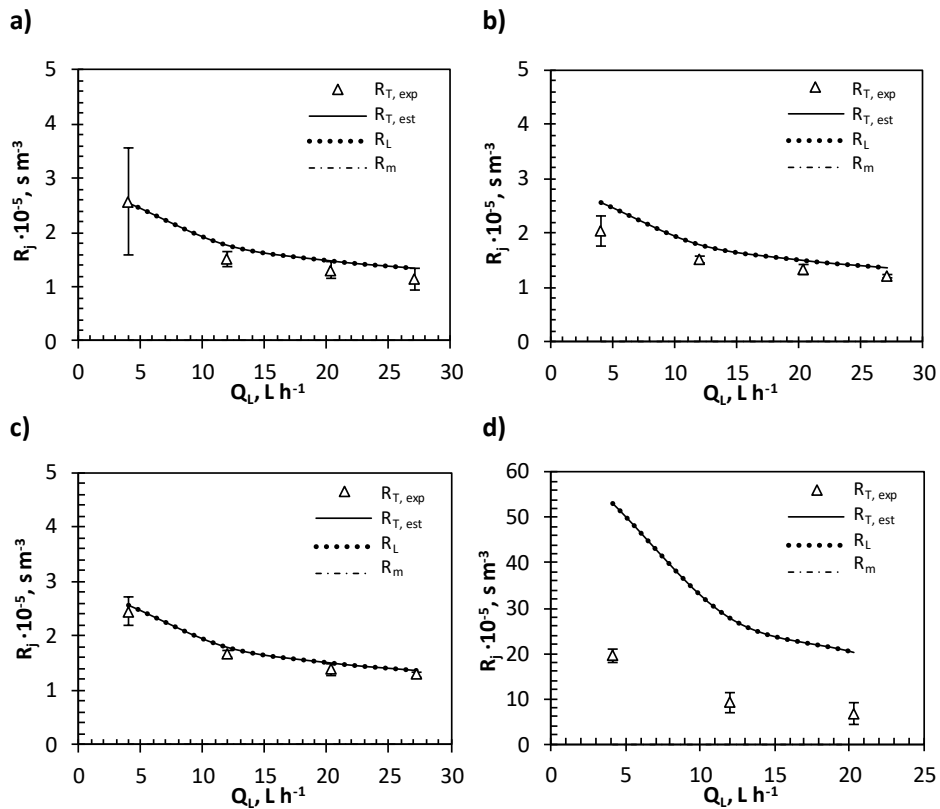 a)
5
4
3
2
1
0
0 5 10 15 20 25 30
R_j·10⁻⁵, s m⁻³
Q_L, L h⁻¹
R_T, exp
R_T, est
R_L
R_m
b)
5
4
3
2
1
0
0 5 10 15 20 25 30
R_j·10⁻⁵, s m⁻³
Q_L, L h⁻¹
R_T, exp
R_T, est
R_L
R_m
c)
5
4
3
2
1
0
0 5 10 15 20 25 30
R_j·10⁻⁵, s m⁻³
Q_L, L h⁻¹
R_T, exp
R_T, est
R_L
R_m
d)
60
50
40
30
20
10
0
0 5 10 15 20 25
R_j·10⁻⁵, s m⁻³
Q_L, L h⁻¹
R_T, exp
R_T, est
R_L
R_m